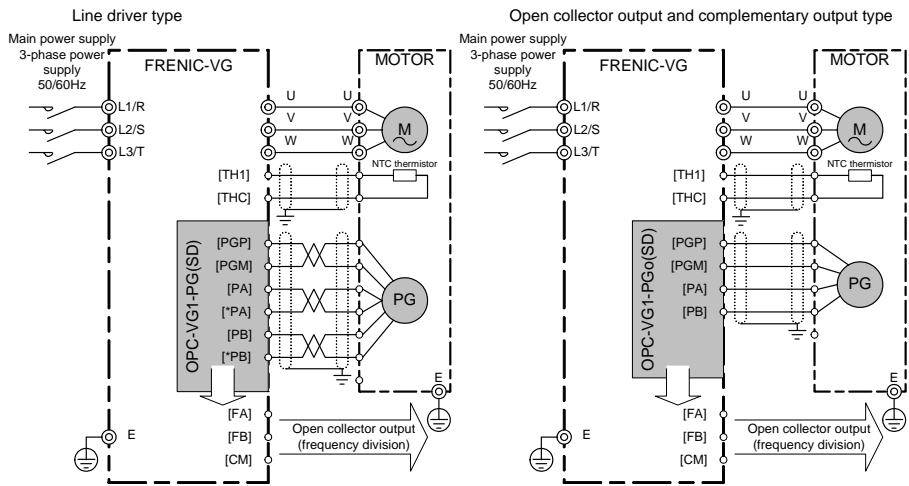 Line driver type
Main power supply
3-phase power
supply
50/60Hz
FRENIC-VG
MOTOR
L1/R
L2/S
L3/T
U
U
V
V
W
W
M
NTC thermistor
[TH1]
[THC]
OPC-VG1-PG(SD)
[PGP]
[PGM]
[PA]
[*PA]
[PB]
[*PB]
PG
E
[FA]
[FB]
[CM]
Open collector output
(frequency division)
E
Open collector output and complementary output type
Main power supply
3-phase power
supply
50/60Hz
FRENIC-VG
MOTOR
L1/R
L2/S
L3/T
U
U
V
V
W
W
M
NTC thermistor
[TH1]
[THC]
OPC-VG1-PGo(SD)
[PGP]
[PGM]
[PA]
[PB]
PG
E
[FA]
[FB]
[CM]
Open collector output
(frequency division)
E